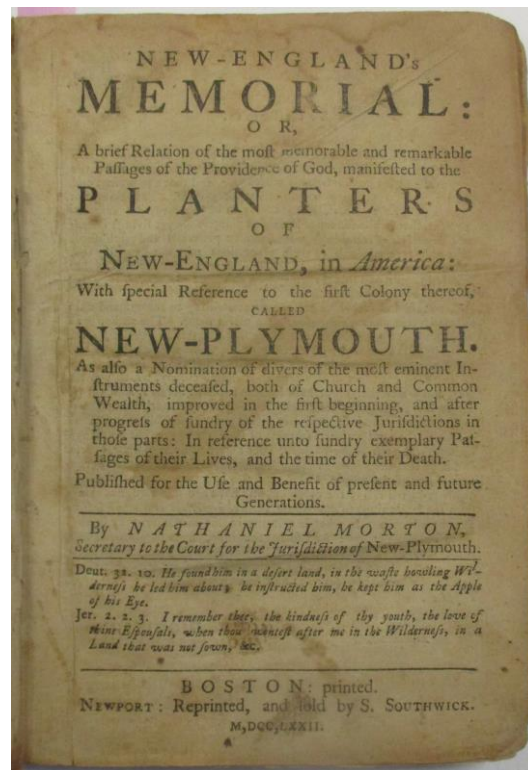 NEW-ENGLAND's
MEMORIAL:
OR,
A brief Relation of the moſt memorable and remarkable
Paſſages of the Providence of God, manifeſted to the
PLANTERS
OF
NEW-ENGLAND, in America:
With ſpecial Reference to the firſt Colony thereof,
CALLED
NEW-PLYMOUTH.
As alſo a Nomination of divers of the moſt eminent In-
ſtruments deceaſed, both of Church and Common
Wealth, improved in the firſt beginning, and after
progreſs of ſundry of the reſpective Juriſdictions in
thoſe parts: In reference unto ſundry exemplary Paſ-
ſages of their Lives, and the time of their Death.
Publiſhed for the Uſe and Benefit of preſent and future
Generations.
By NATHANIEL MORTON,
Secretary to the Court for the Juriſdiction of New-Plymouth.
Deut. 32. 10. He found him in a deſert land, in the waſte howling Wil-
derneſs he led him about, he inſtructed him, he kept him as the Apple
of his Eye.
Jer. 2. 2. 3. I remember thee, the kindneſs of thy youth, the love of
thine Eſpouſals, when thou wenteſt after me in the Wilderneſs, in a
Land that was not ſown, &c.
BOSTON: printed.
NEWPORT: Reprinted, and ſold by S. SOUTHWICK.
M,DCC,LXXII.